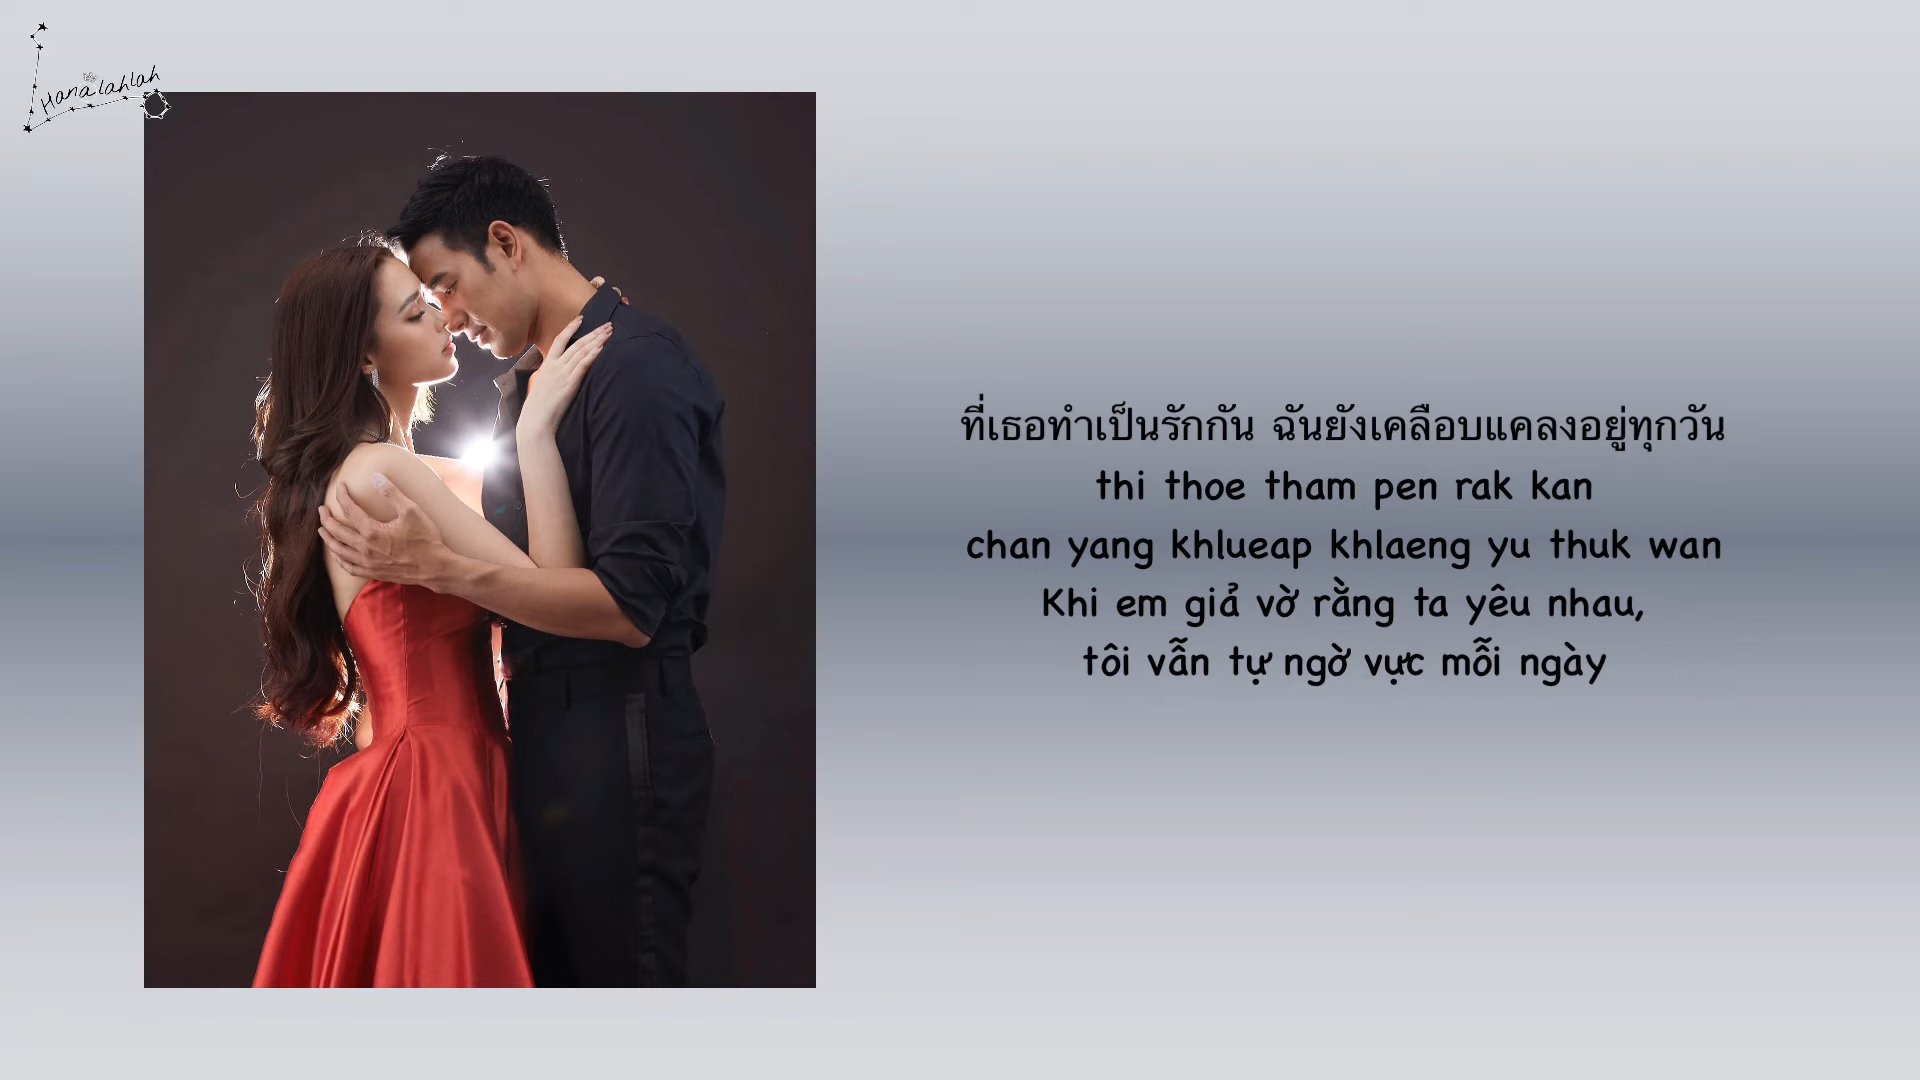 Hana lahlah
ที่เธอทำเป็นรักกัน ฉันยังเคลือบแคลงอยู่ทุกวัน
thi thoe tham pen rak kan
chan yang khlueap khlaeng yu thuk wan
Khi em giả vờ rằng ta yêu nhau,
tôi vẫn tự ngờ vực mỗi ngày